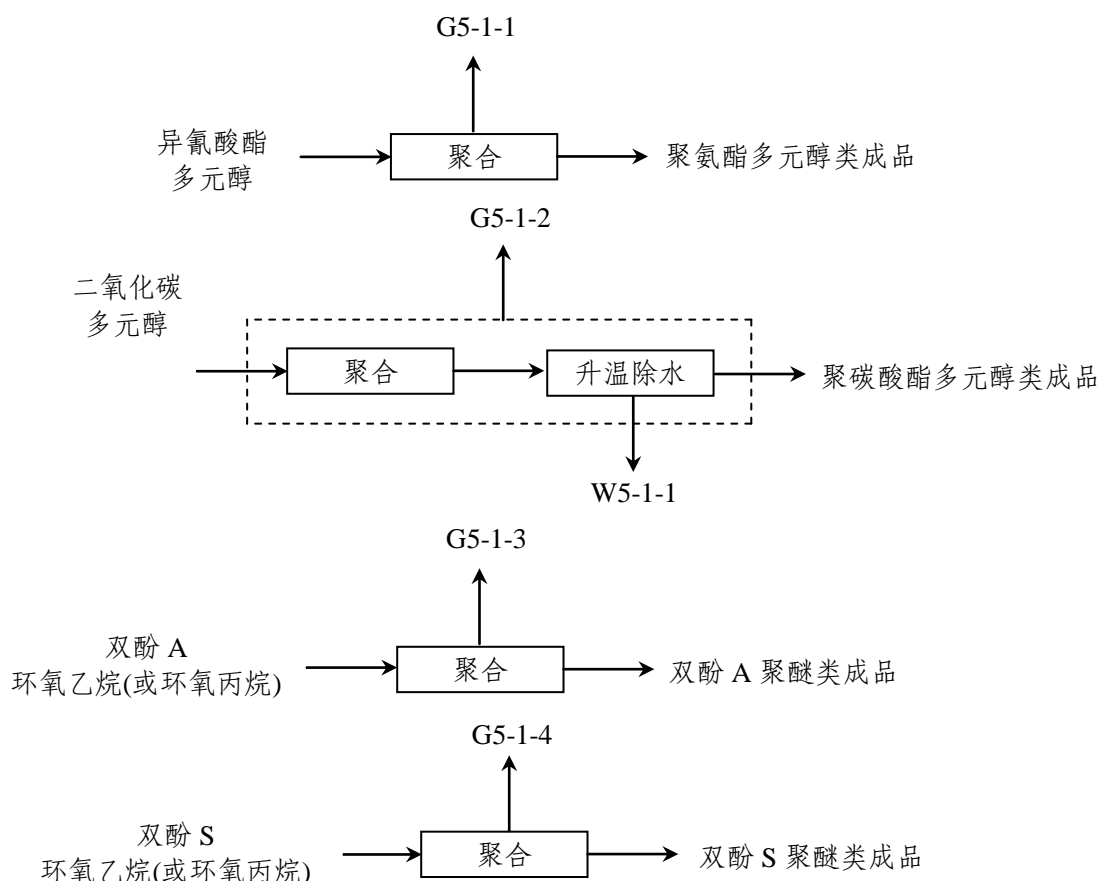 G5-1-1
异氰酸酯
多元醇
聚合
聚氨酯多元醇类成品
G5-1-2
二氧化碳
多元醇
聚合
升温除水
聚碳酸酯多元醇类成品
W5-1-1
G5-1-3
双酚 A
环氧乙烷(或环氧丙烷)
聚合
双酚 A 聚醚类成品
G5-1-4
双酚 S
环氧乙烷(或环氧丙烷)
聚合
双酚 S 聚醚类成品